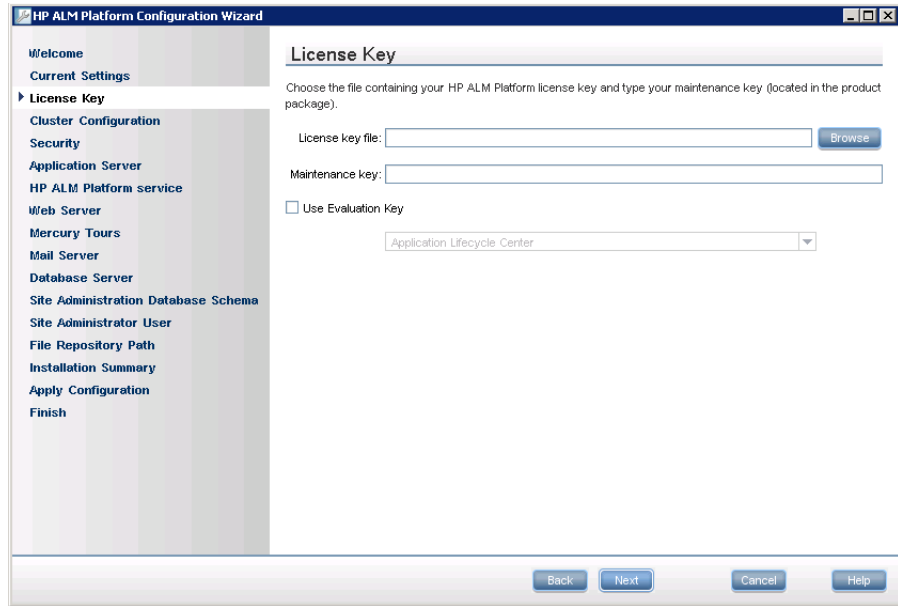 HP ALM Platform Configuration Wizard
Welcome
Current Settings
License Key
Cluster Configuration
Security
Application Server
HP ALM Platform service
Web Server
Mercury Tours
Mail Server
Database Server
Site Administration Database Schema
Site Administrator User
File Repository Path
Installation Summary
Apply Configuration
Finish
License Key
Choose the file containing your HP ALM Platform license key and type your maintenance key (located in the product
package).
License key file:
Browse
Maintenance key:
Use Evaluation Key
Application Lifecycle Center
Back
Next
Cancel
Help